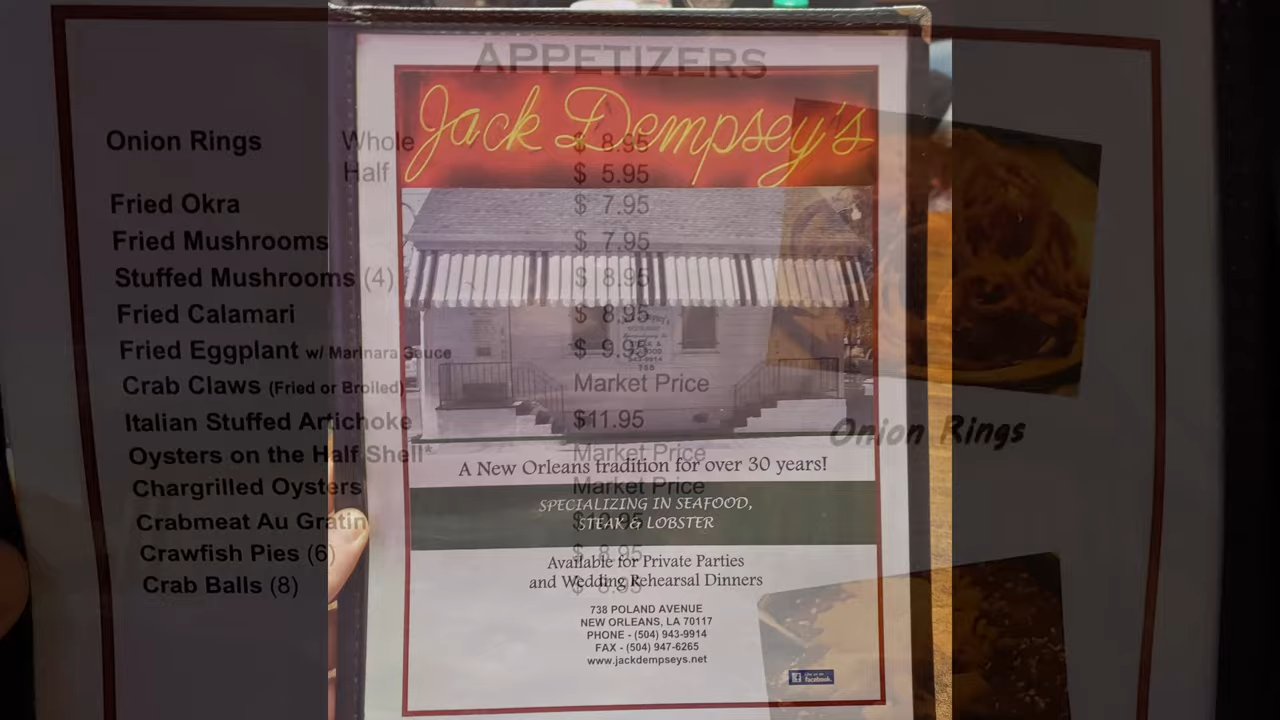 APPETIZERS
Jack Dempsey's
Onion Rings Whole $ 8.95
Half $ 5.95
Fried Okra $ 7.95
Fried Mushrooms $ 7.95
Stuffed Mushrooms (4) $ 8.95
Fried Calamari $ 8.95
Fried Eggplant w/ Marinara Sauce $ 9.95
Crab Claws (Fried or Broiled) Market Price
Italian Stuffed Artichoke $11.95
Oysters on the Half Shell* Market Price
Chargrilled Oysters Market Price
Crabmeat Au Gratin
Crawfish Pies (6) $ 8.95
Crab Balls (8) $ 8.95
Onion Rings
A New Orleans tradition for over 30 years!
SPECIALIZING IN SEAFOOD,
STEAK & LOBSTER
Available for Private Parties
and Wedding Rehearsal Dinners
738 POLAND AVENUE
NEW ORLEANS, LA 70117
PHONE - (504) 943-9914
FAX - (504) 947-6265
www.jackdempseys.net
facebook